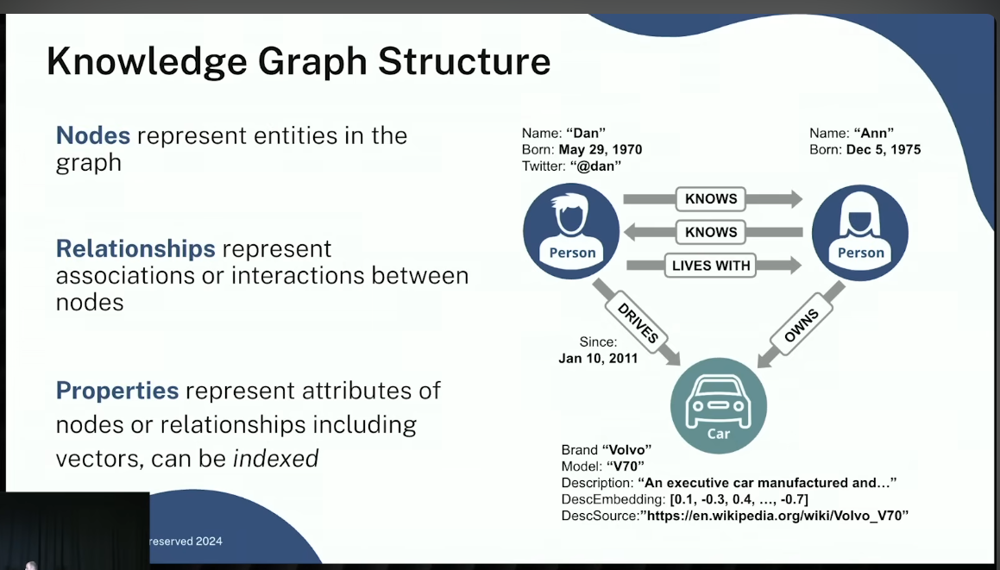 Knowledge Graph Structure
Nodes represent entities in the
graph
Relationships represent
associations or interactions between
nodes
Properties represent attributes of
nodes or relationships including
vectors, can be indexed
Name: “Dan”
Born: May 29, 1970
Twitter: “@dan”
Name: “Ann”
Born: Dec 5, 1975
KNOWS
KNOWS
LIVES WITH
Person
Person
DRIVES
OWNS
Since:
Jan 10, 2011
Car
Brand “Volvo”
Model: “V70”
Description: “An executive car manufactured and…”
DescEmbedding: [0.1, -0.3, 0.4, …, -0.7]
DescSource:”https://en.wikipedia.org/wiki/Volvo_V70”
reserved 2024